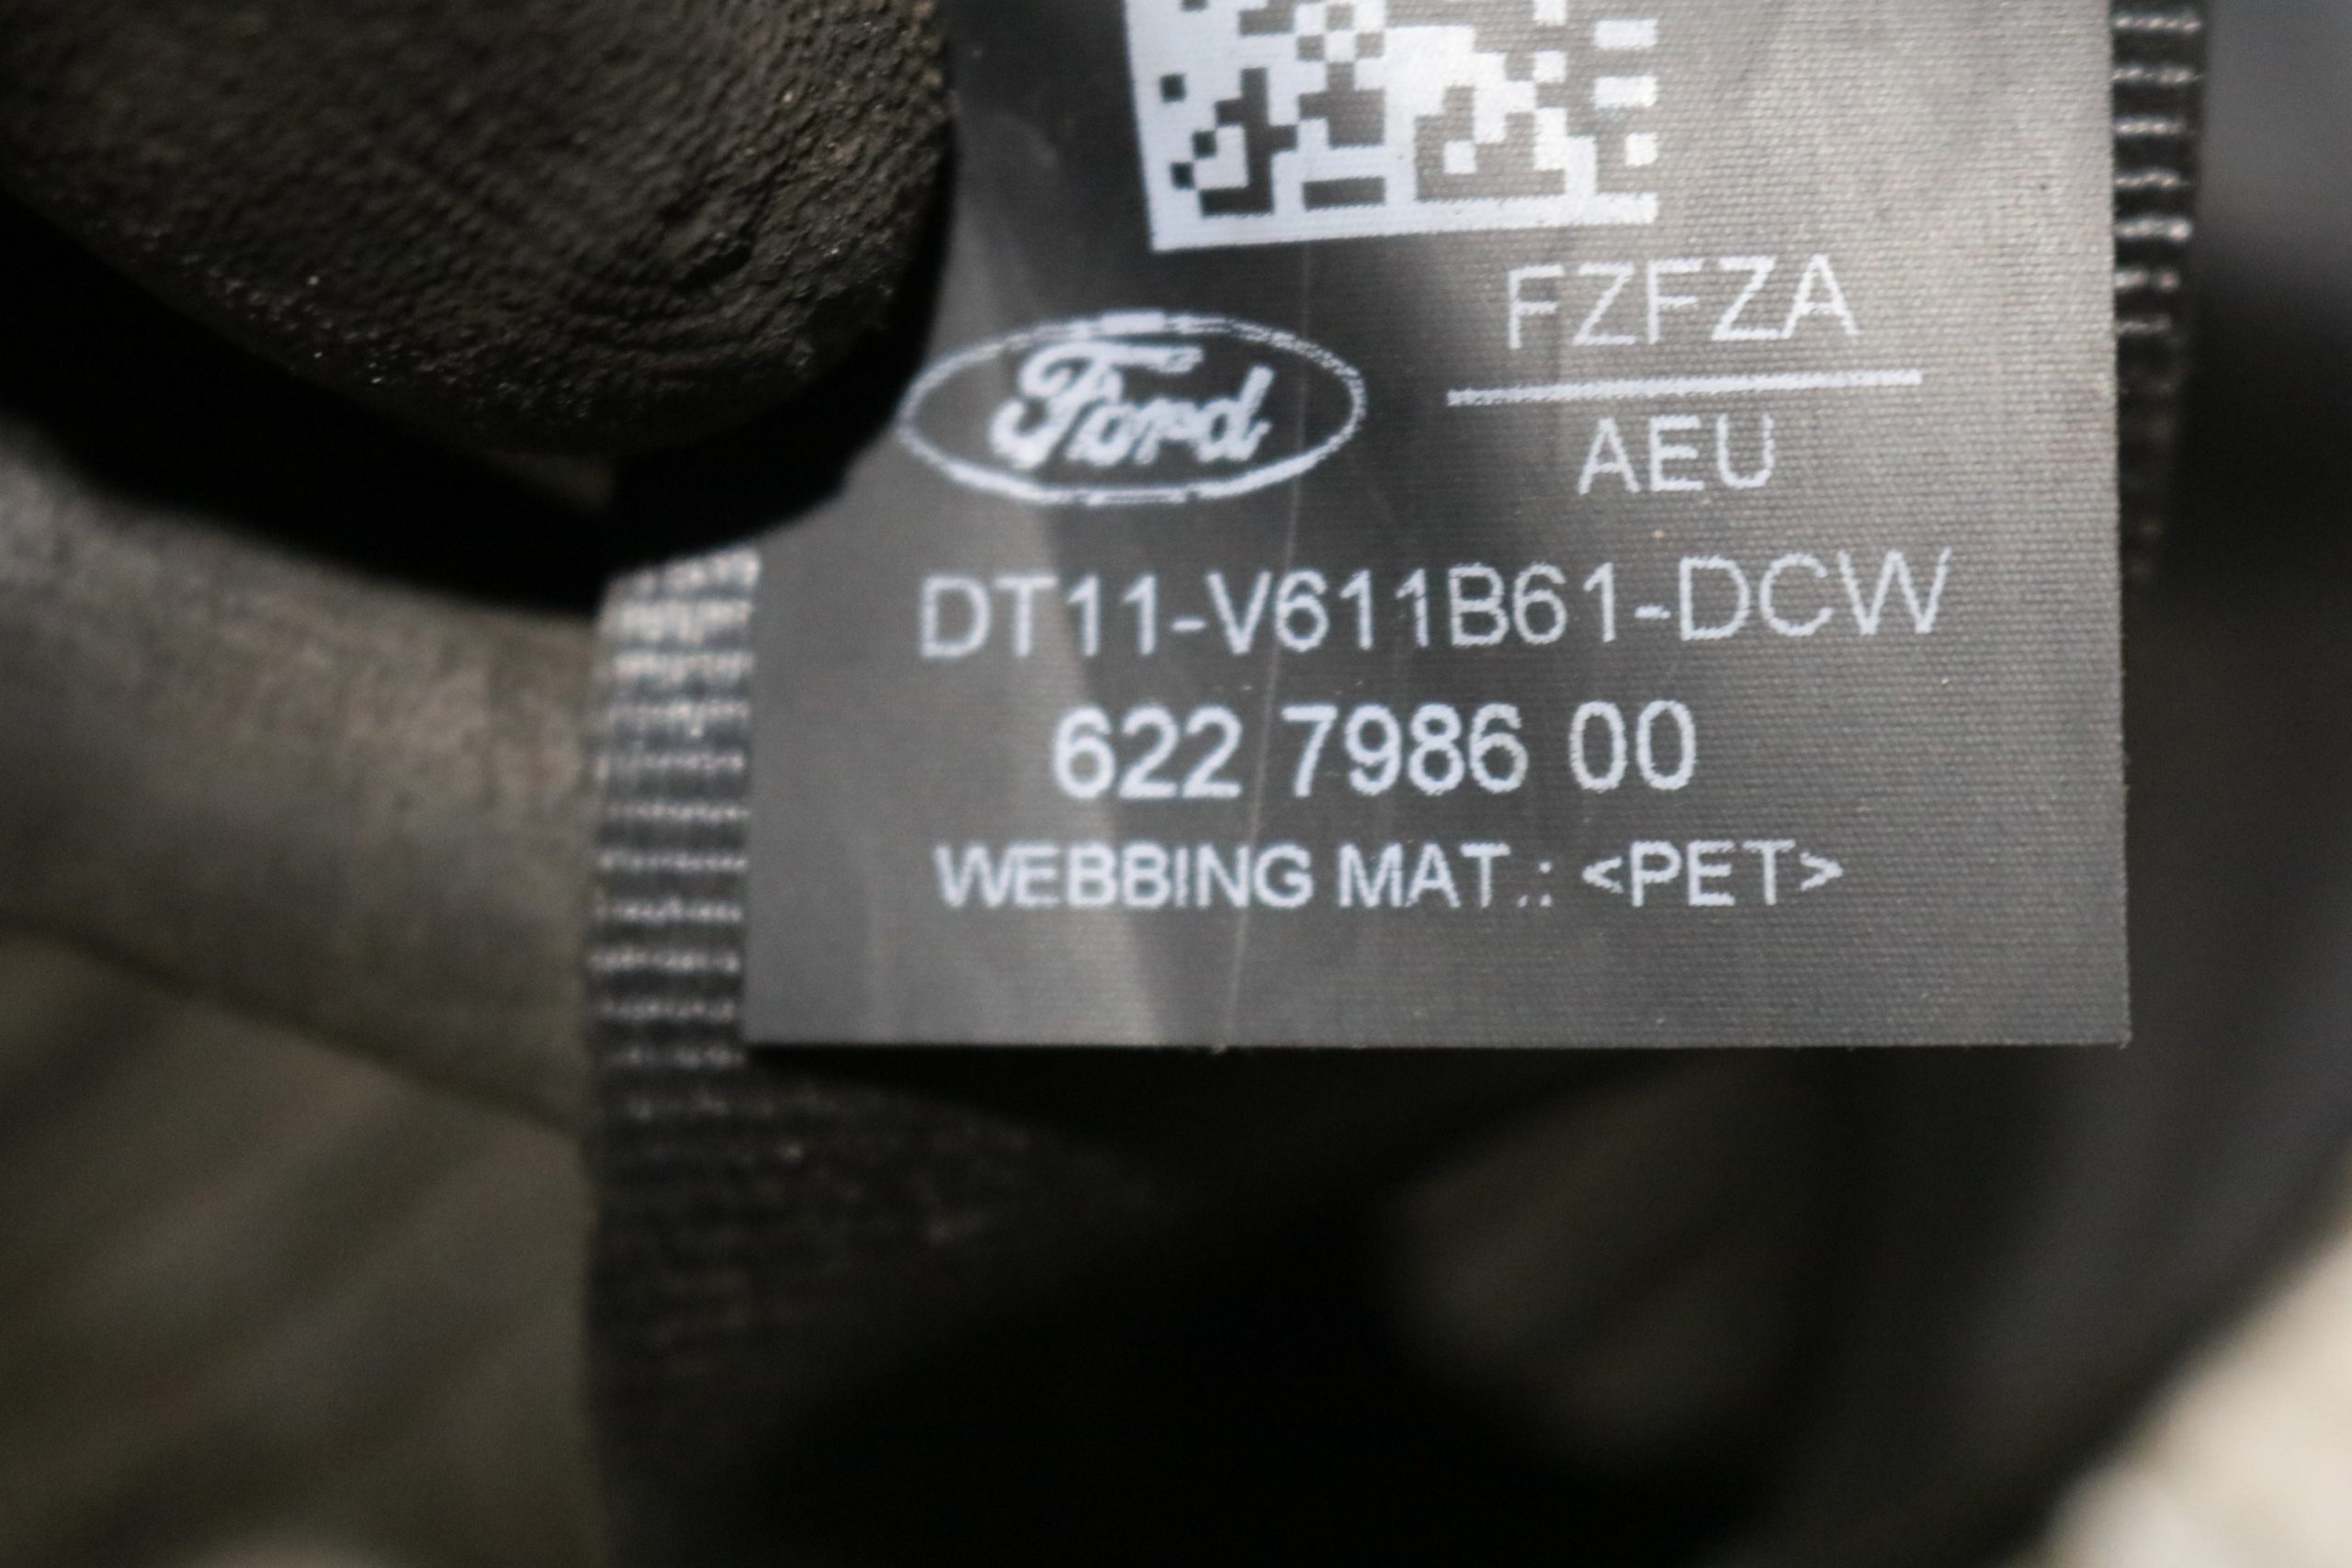 FZFZA
Ford
AEU
DT11-V611B61-DCW
622 7986 00
WEBBING MAT.: <PET>